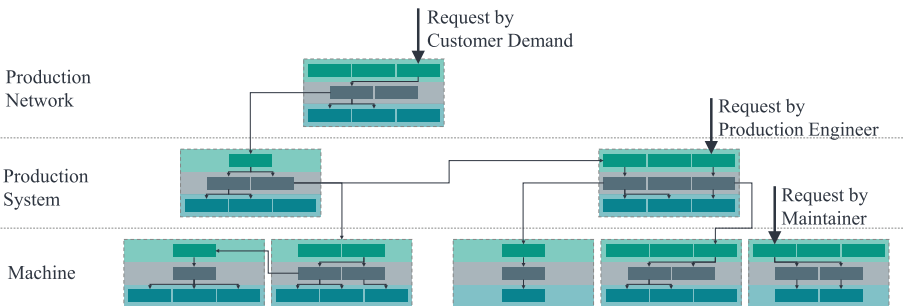 Request by
Customer Demand
Production
Network
Request by
Production Engineer
Production
System
Request by
Maintainer
Machine